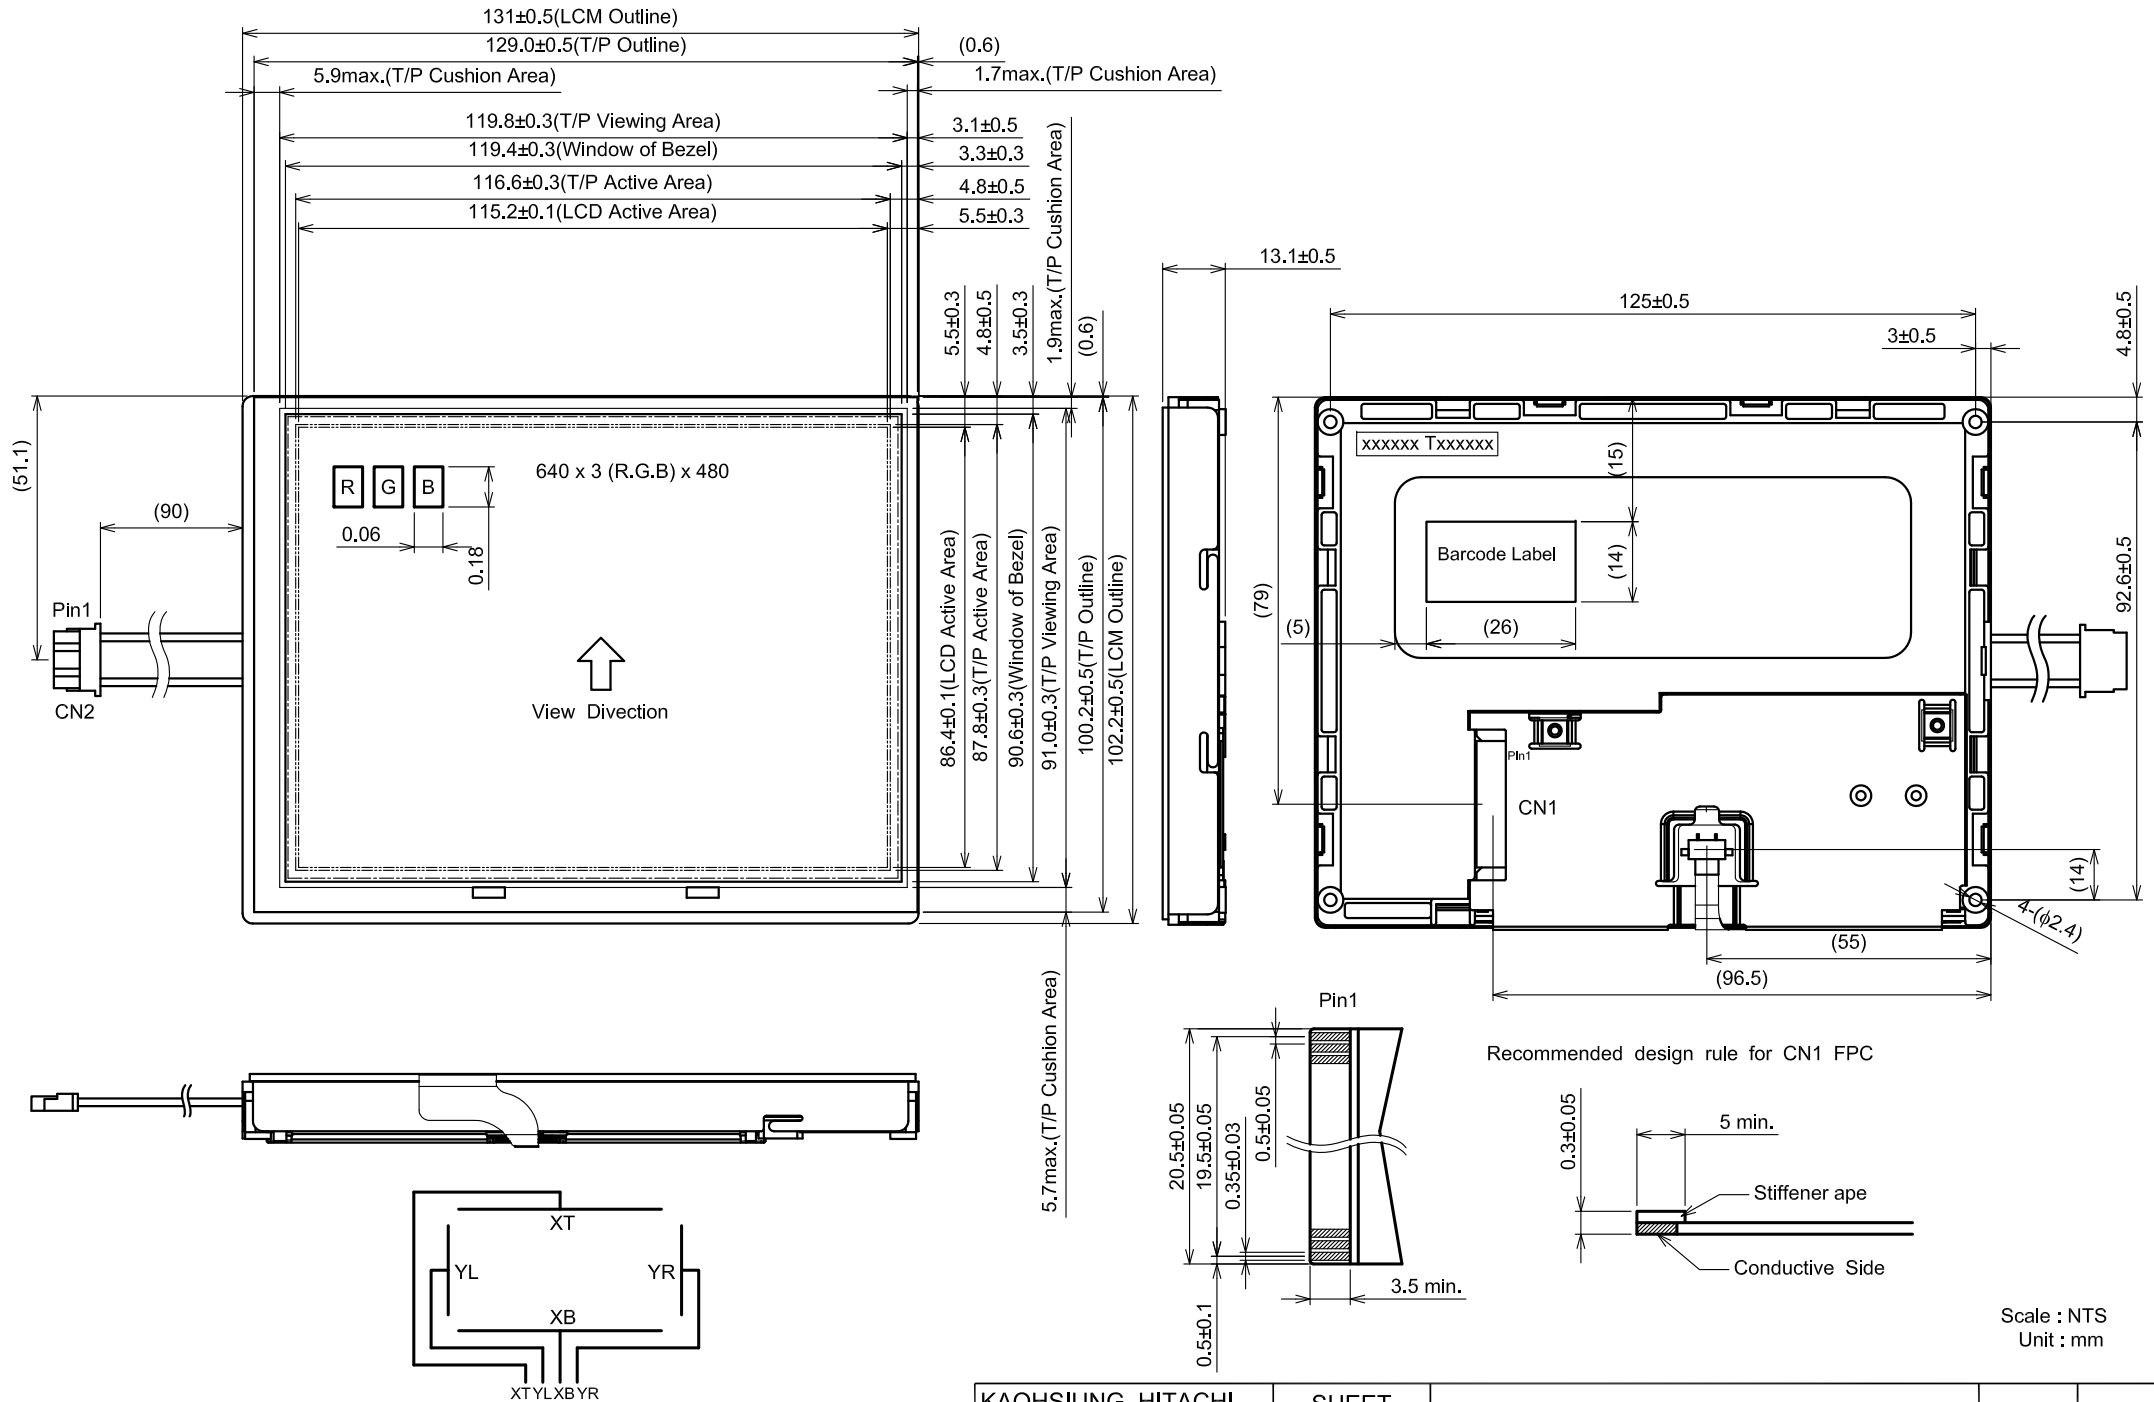 131±0.5(LCM Outline)
129.0±0.5(T/P Outline)
(0.6)
5.9max.(T/P Cushion Area)
1.7max.(T/P Cushion Area)
119.8±0.3(T/P Viewing Area)
3.1±0.5
119.4±0.3(Window of Bezel)
3.3±0.3
116.6±0.3(T/P Active Area)
4.8±0.5
115.2±0.1(LCD Active Area)
5.5±0.3
5.5±0.3
4.8±0.5
3.5±0.3
1.9max.(T/P Cushion Area)
(0.6)
13.1±0.5
125±0.5
3±0.5
4.8±0.5
(51.1)
(90)
R G B
640 x 3 (R.G.B) x 480
0.06
0.18
Pin1
CN2
View Divection
86.4±0.1(LCD Active Area)
87.8±0.3(T/P Active Area)
90.6±0.3(Window of Bezel)
91.0±0.3(T/P Viewing Area)
100.2±0.5(T/P Outline)
102.2±0.5(LCM Outline)
5.7max.(T/P Cushion Area)
xxxxxx Txxxxxx
(15)
Barcode Label
(14)
(79)
(5)
(26)
92.6±0.5
Pin1
CN1
(14)
4-(ϕ2.4)
(55)
(96.5)
Pin1
20.5±0.05
19.5±0.05
0.35±0.03
0.5±0.05
0.5±0.1
3.5 min.
Recommended design rule for CN1 FPC
0.3±0.05
5 min.
Stiffener ape
Conductive Side
XT
YL
YR
XB
XT YL XB YR
Scale : NTS
Unit : mm
KAOHSIUNG HITACHI
SHEET